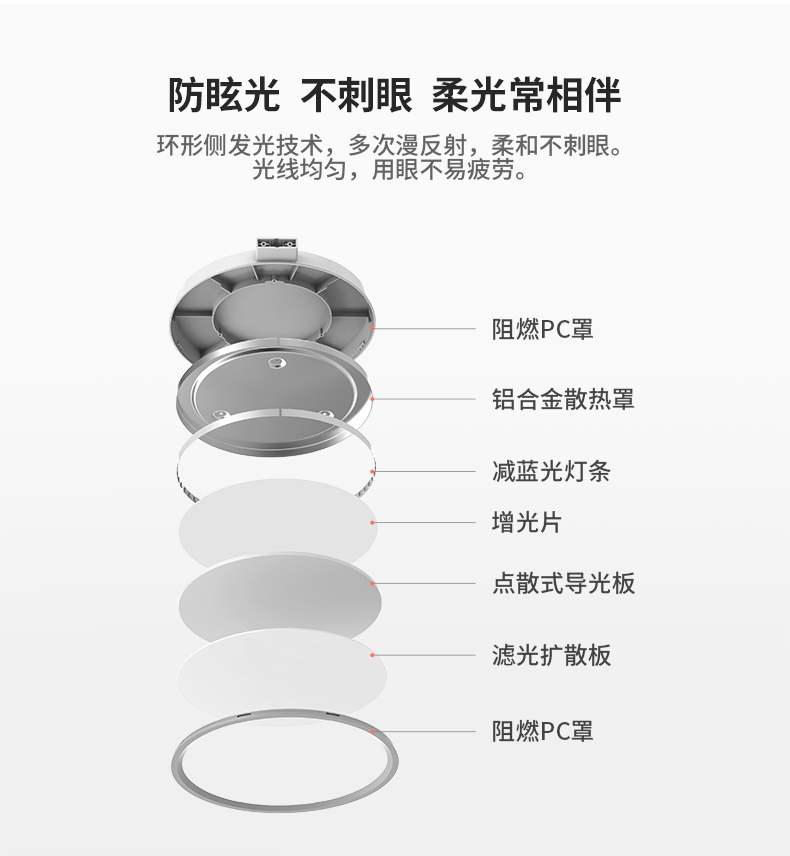 防眩光 不刺眼 柔光常相伴
环形侧发光技术，多次漫反射，柔和不刺眼。
光线均匀，用眼不易疲劳。
阻燃PC罩
铝合金散热罩
减蓝光灯条
增光片
点散式导光板
滤光扩散板
阻燃PC罩